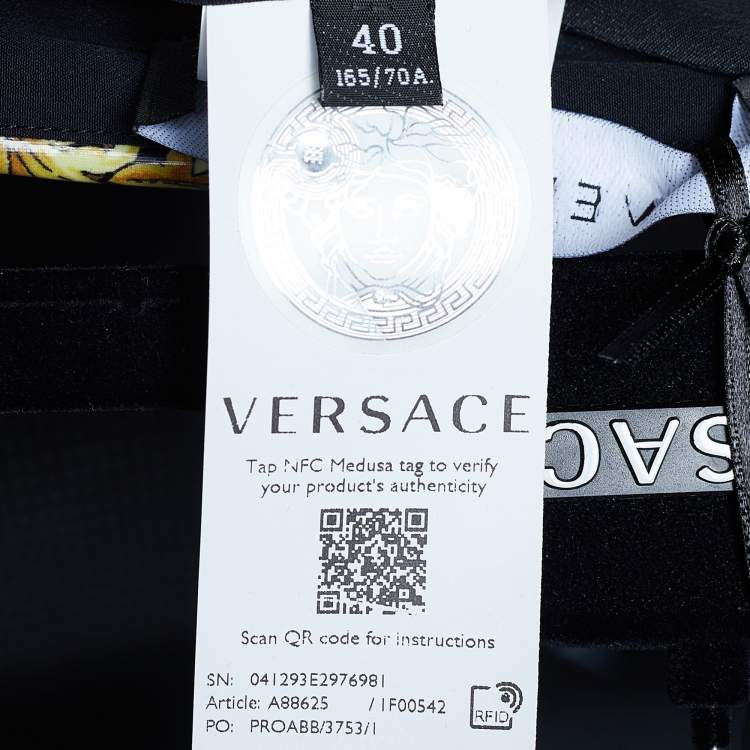 40
165/70A.
VERSACE
Tap NFC Medusa tag to verify
your product's authenticity
Scan QR code for instructions
SN: 041293E2976981
Article: A88625 / 1F00542
PO: PROABB/3753/1
RFID